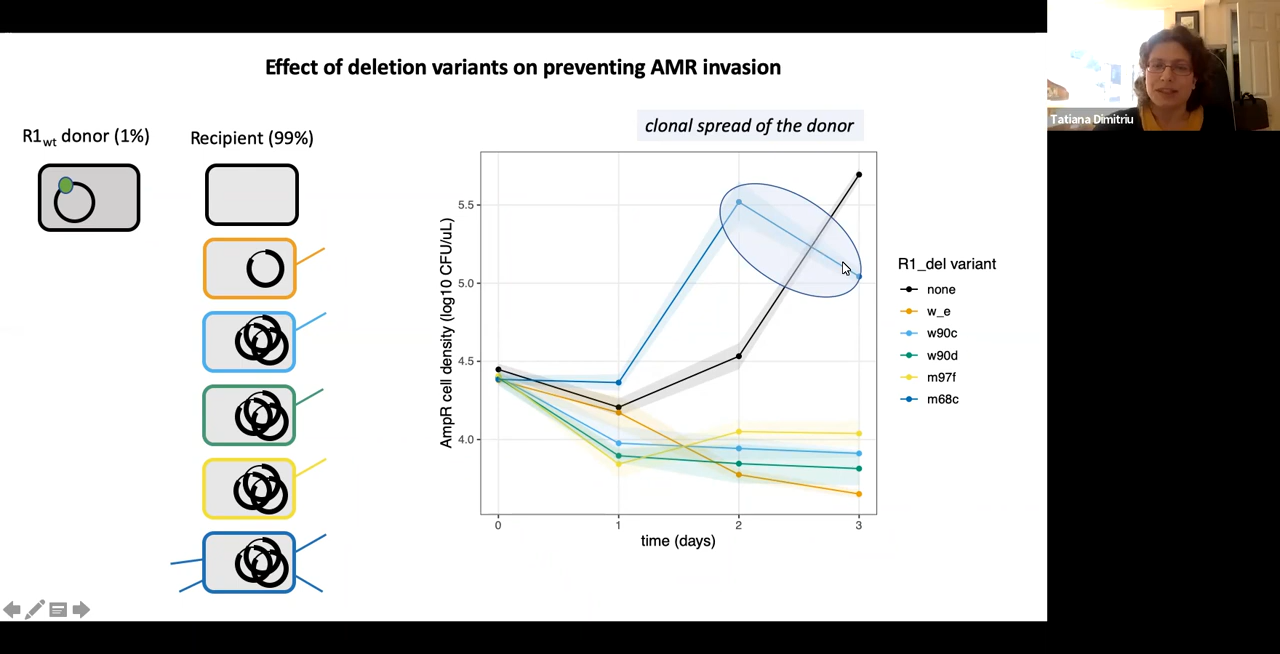 Effect of deletion variants on preventing AMR invasion
R1wt donor (1%)
Recipient (99%)
clonal spread of the donor
AmpR cell density (log10 CFU/uL)
5.5
5.0
4.5
4.0
0 1 2 3
time (days)
R1_del variant
none
w_e
w90c
w90d
m97f
m68c
Tatiana Dimitriu